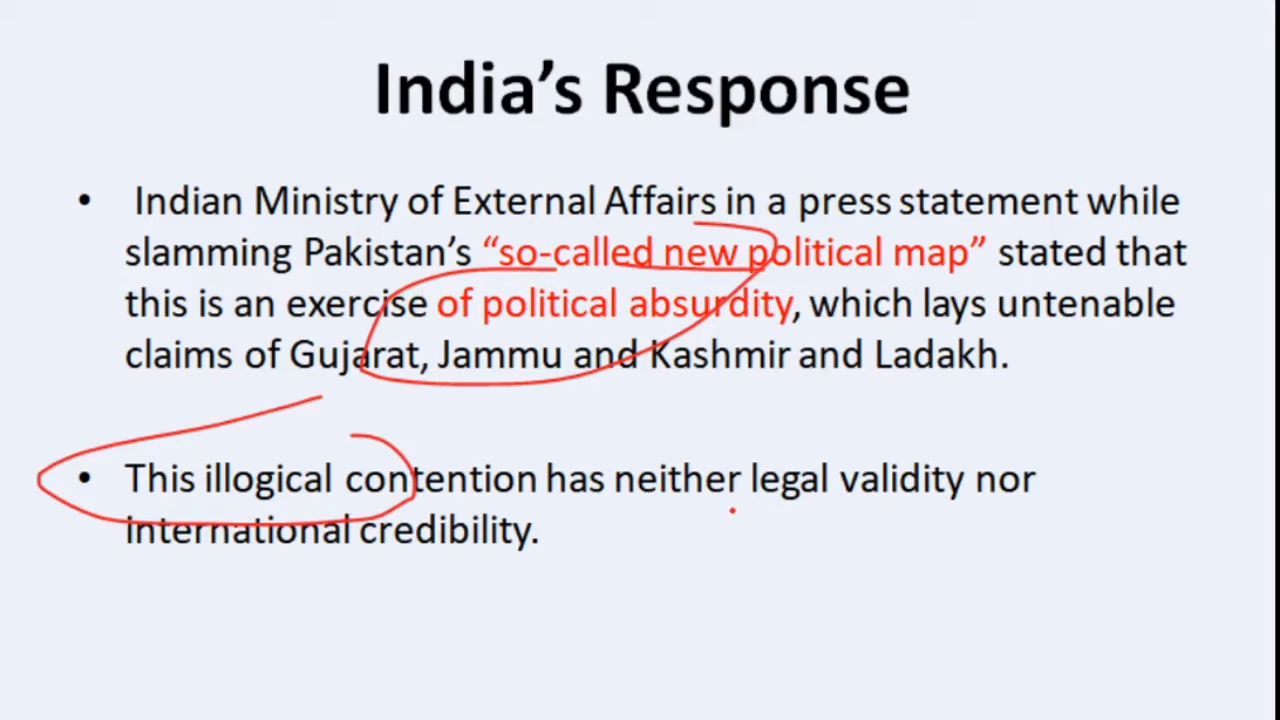 India’s Response
• Indian Ministry of External Affairs in a press statement while
slamming Pakistan’s “so-called new political map” stated that
this is an exercise of political absurdity, which lays untenable
claims of Gujarat, Jammu and Kashmir and Ladakh.
• This illogical contention has neither legal validity nor
International credibility.